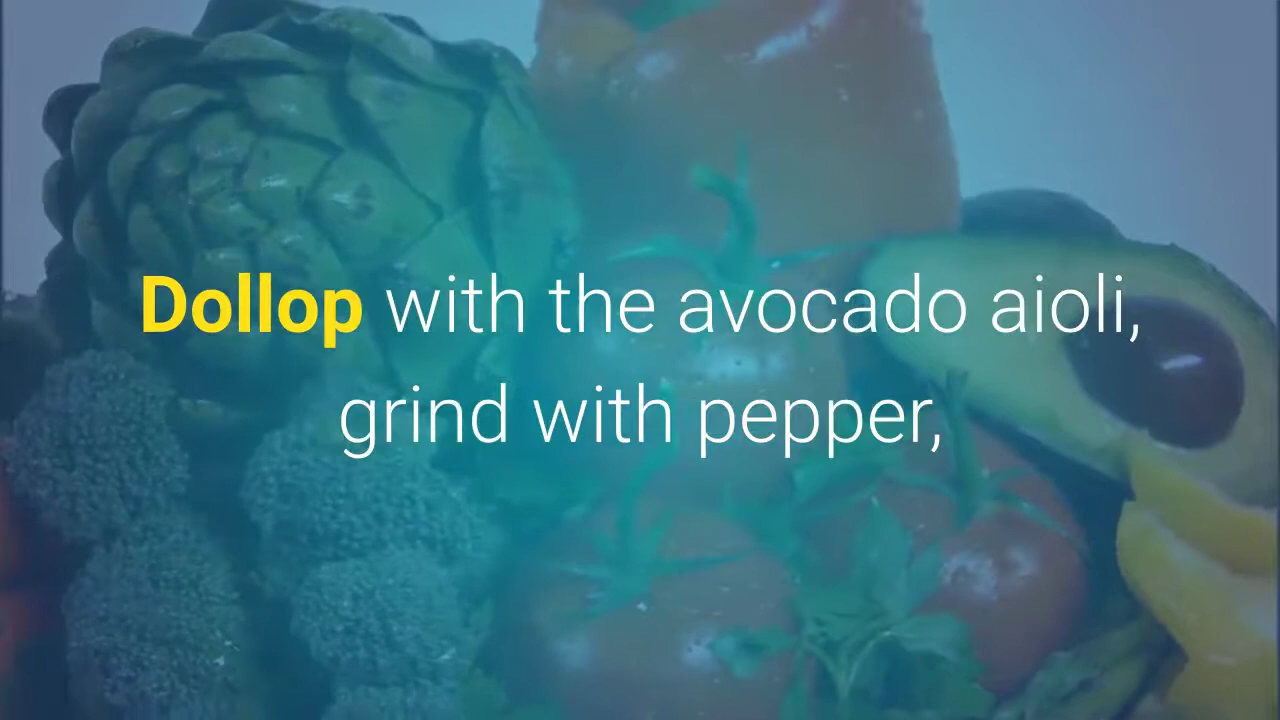 Dollop with the avocado aioli,
grind with pepper,